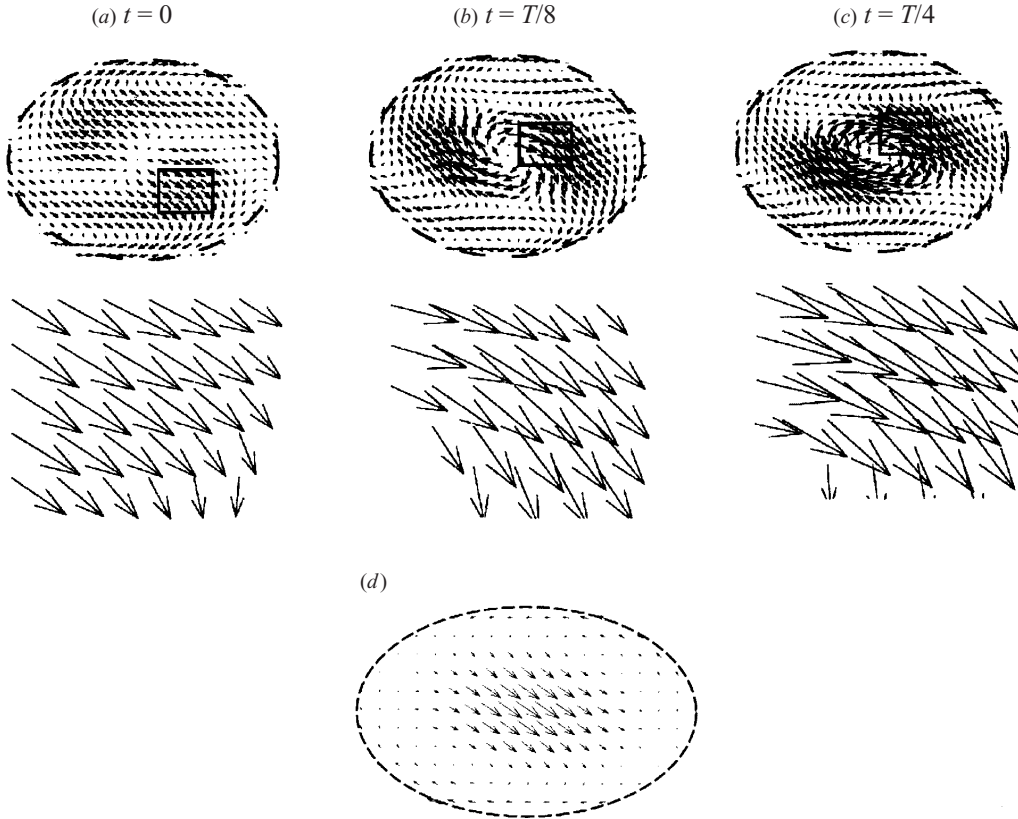 (a) t = 0
(b) t = T/8
(c) t = T/4
(d)